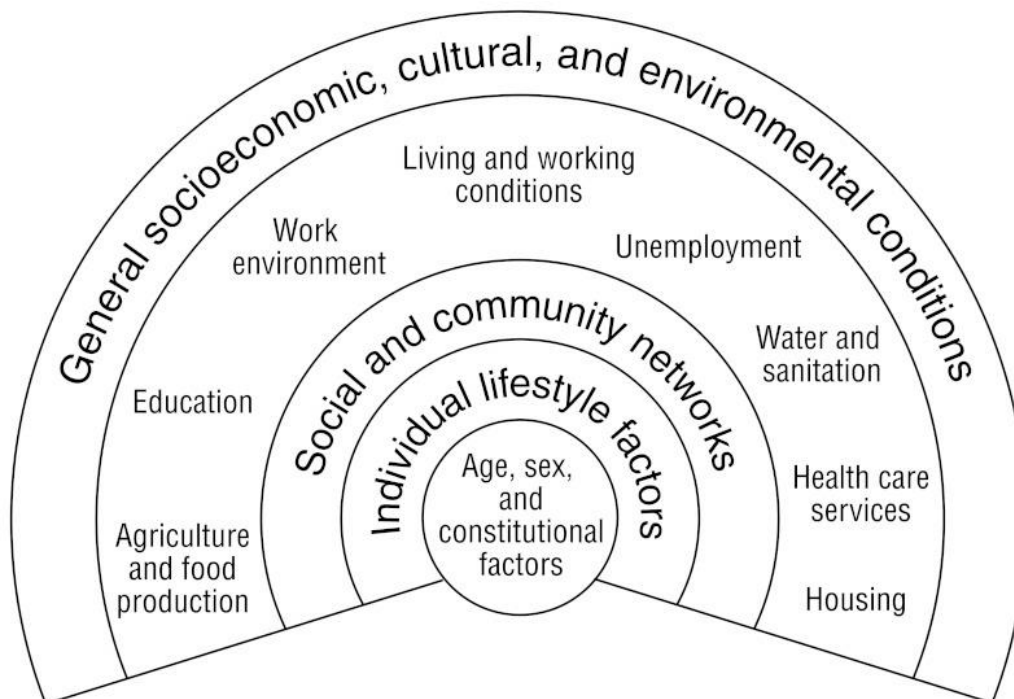 General socioeconomic, cultural, and environmental conditions
Living and working
conditions
Work
environment
Unemployment
Education
Water and
sanitation
Agriculture
and food
production
Health care
services
Housing
Social and community networks
Individual lifestyle factors
Age, sex,
and
constitutional
factors